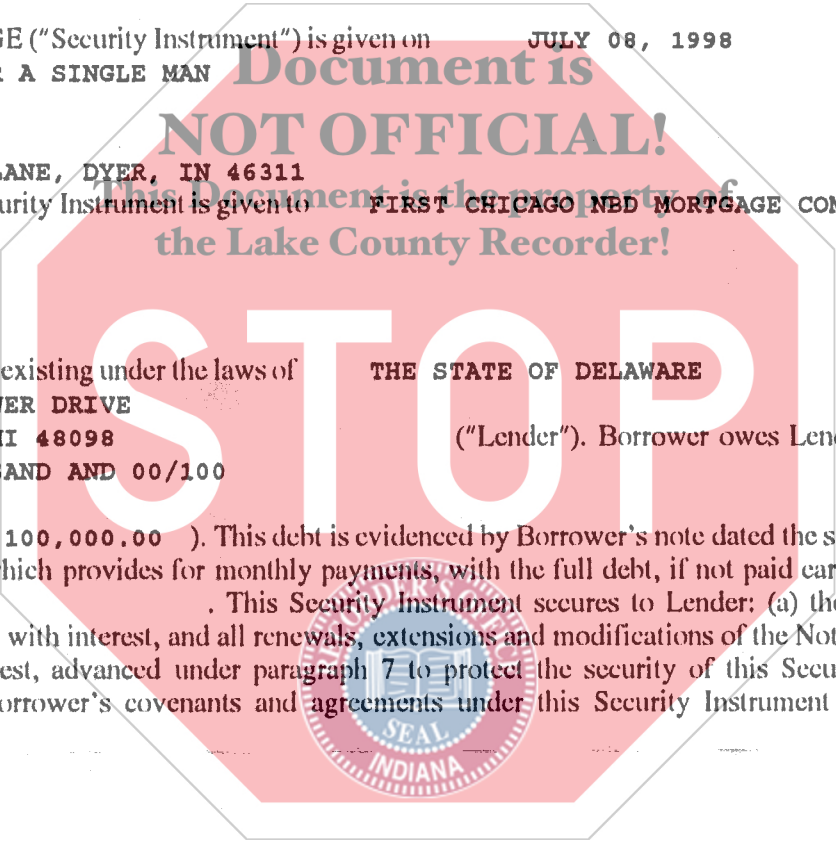 GE ("Security Instrument") is given on JULY 08, 1998
R A SINGLE MAN
Document is
NOT OFFICIAL!
LANE, DYER, IN 46311
This Document is the property of
urity Instrument is given to FIRST CHICAGO NBD MORTGAGE COM
the Lake County Recorder!
STOP
existing under the laws of THE STATE OF DELAWARE
WER DRIVE
MI 48098 ("Lender"). Borrower owes Lend
SAND AND 00/100
100,000.00 ). This debt is evidenced by Borrower's note dated the s
which provides for monthly payments, with the full debt, if not paid ear
. This Security Instrument secures to Lender: (a) the
with interest, and all renewals, extensions and modifications of the Not
est, advanced under paragraph 7 to protect the security of this Secu
orrower's covenants and agreements under this Security Instrument
SEAL
INDIANA